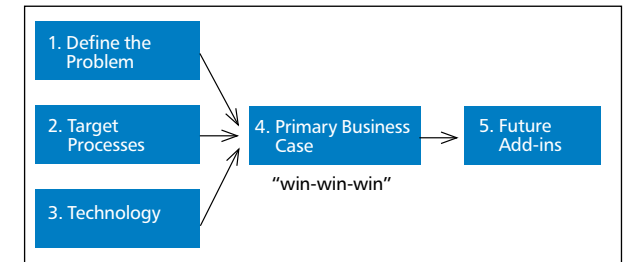 1. Define the
Problem
2. Target
Processes
3. Technology
4. Primary Business
Case
“win-win-win”
5. Future
Add-ins